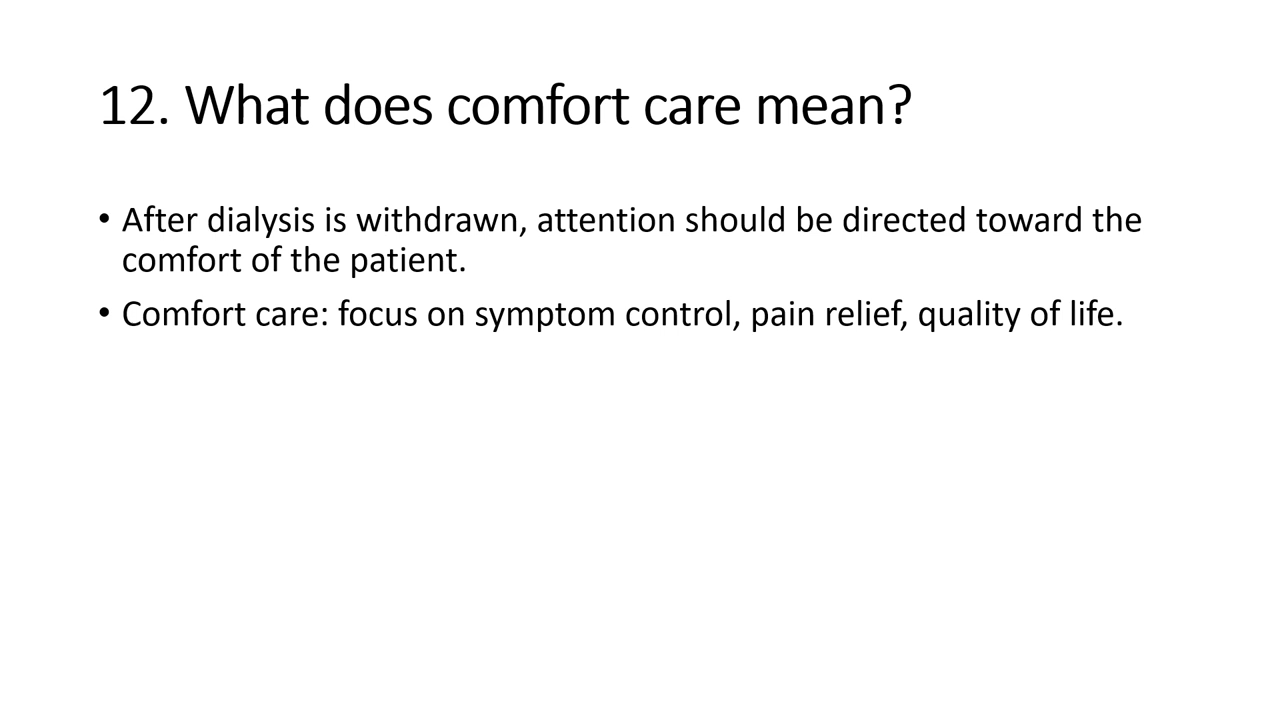 12. What does comfort care mean?
• After dialysis is withdrawn, attention should be directed toward the
comfort of the patient.
• Comfort care: focus on symptom control, pain relief, quality of life.